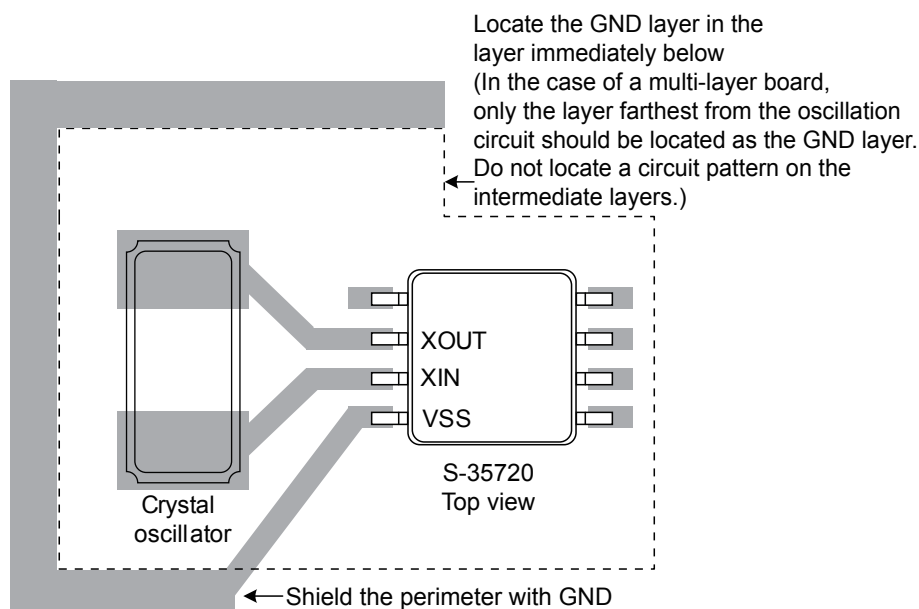 Locate the GND layer in the
layer immediately below
(In the case of a multi-layer board,
only the layer farthest from the oscillation
circuit should be located as the GND layer.
Do not locate a circuit pattern on the
intermediate layers.)
XOUT
XIN
VSS
S-35720
Top view
Crystal
oscillator
Shield the perimeter with GND